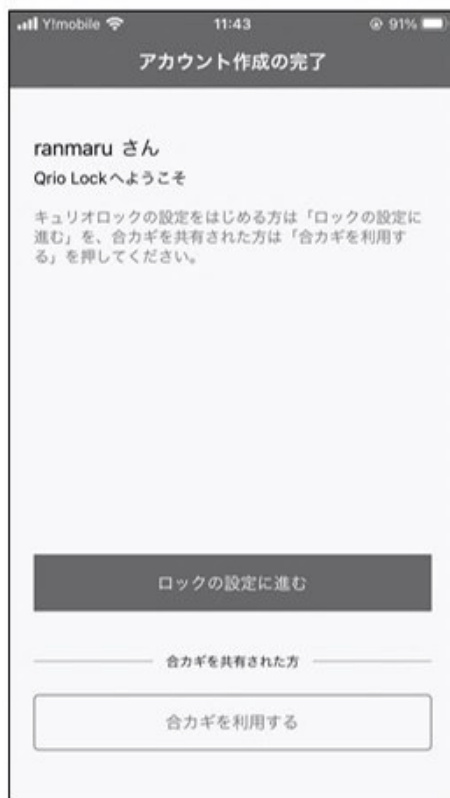 Y!mobile 11:43 91%
アカウント作成の完了
ranmaru さん
Qrio Lockへようこそ
キュリオロックの設定をはじめる方は「ロックの設定に
進む」を、合カギを共有された方は「合カギを利用す
る」を押してください。
ロックの設定に進む
合カギを共有された方
合カギを利用する